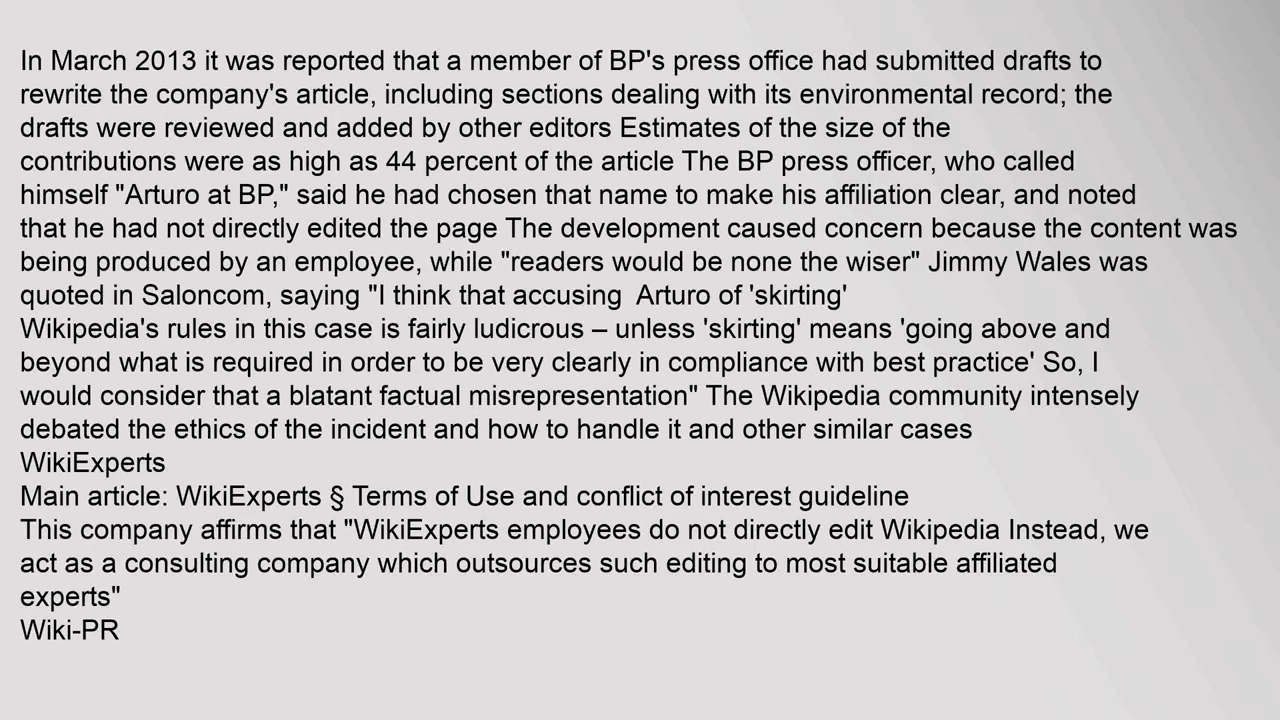 In March 2013 it was reported that a member of BP's press office had submitted drafts to
rewrite the company's article, including sections dealing with its environmental record; the
drafts were reviewed and added by other editors Estimates of the size of the
contributions were as high as 44 percent of the article The BP press officer, who called
himself "Arturo at BP," said he had chosen that name to make his affiliation clear, and noted
that he had not directly edited the page The development caused concern because the content was
being produced by an employee, while "readers would be none the wiser" Jimmy Wales was
quoted in Saloncom, saying "I think that accusing  Arturo of 'skirting'
Wikipedia's rules in this case is fairly ludicrous – unless 'skirting' means 'going above and
beyond what is required in order to be very clearly in compliance with best practice' So, I
would consider that a blatant factual misrepresentation" The Wikipedia community intensely
debated the ethics of the incident and how to handle it and other similar cases
WikiExperts
Main article: WikiExperts § Terms of Use and conflict of interest guideline
This company affirms that "WikiExperts employees do not directly edit Wikipedia Instead, we
act as a consulting company which outsources such editing to most suitable affiliated
experts"
Wiki-PR